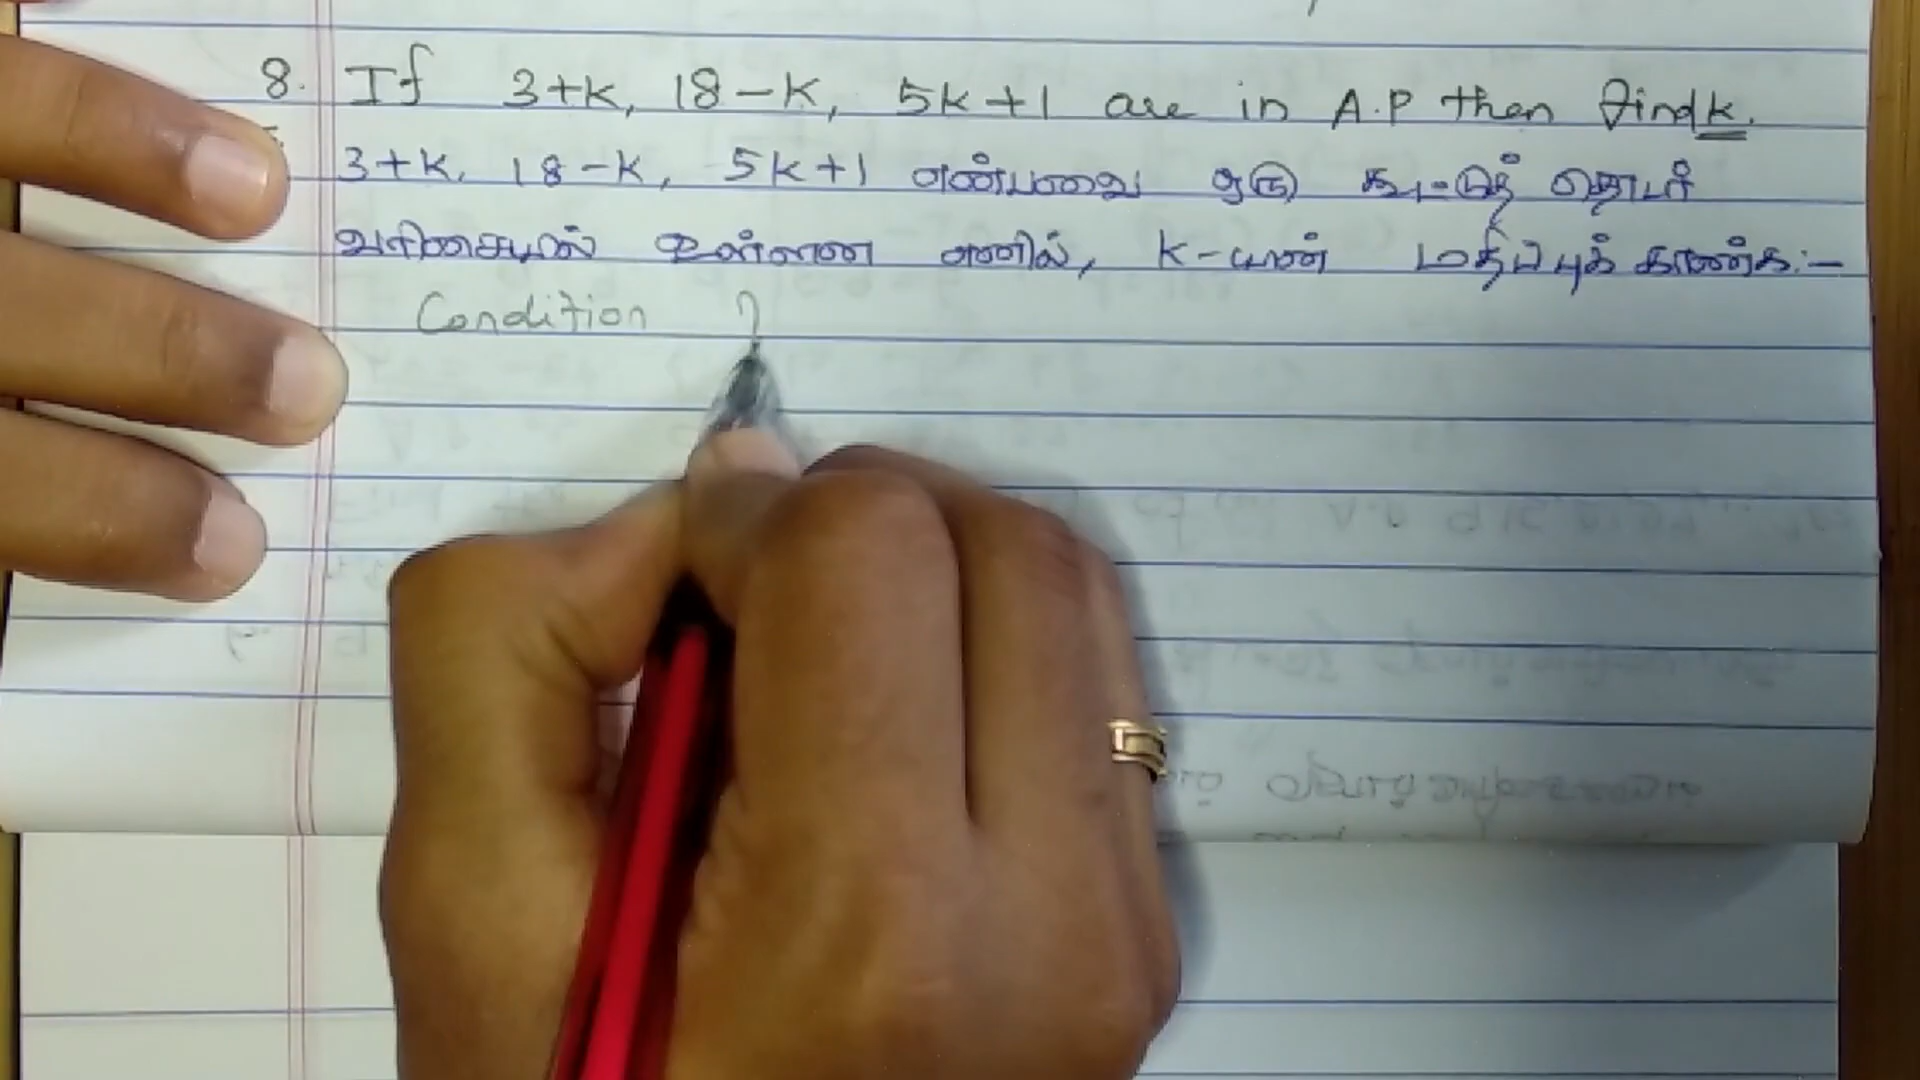 8. If 3+k, 18-k, 5k+1 are in A.P then find k.
3+k, 18-k, 5k+1 என்பவை ஒரு கூட்டுத் தொடர்
வரிசையில் உள்ளன எனில், k-யின் மதிப்புக் காண்க:-
Condition